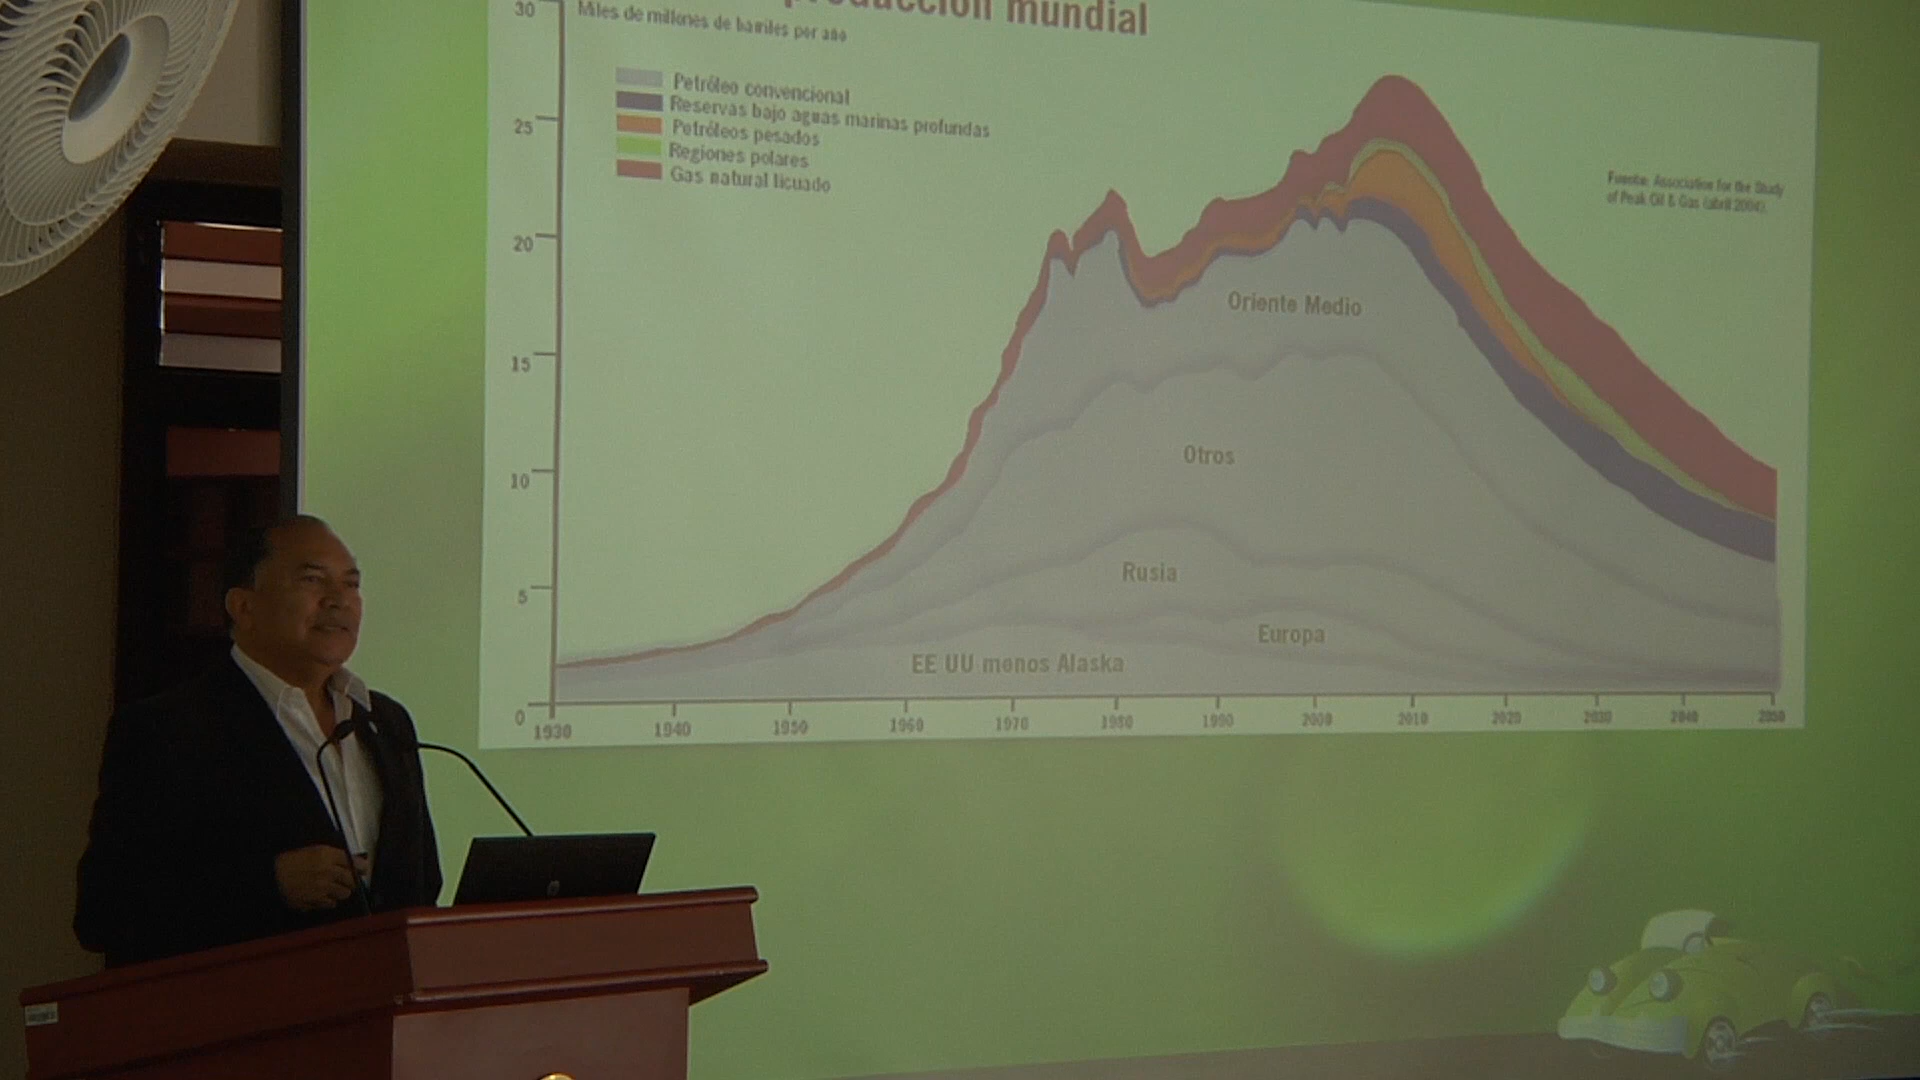 producción mundial
30
Miles de millones de barriles por año
Petróleo convencional
Reservas bajo aguas marinas profundas
Petróleos pesados
Regiones polares
Gas natural licuado
25
Fuente: Association for the Study
of Peak Oil & Gas (abril 2004).
20
15
10
5
0
Oriente Medio
Otros
Rusia
Europa
EE UU menos Alaska
1930 1940 1950 1960 1970 1980 1990 2000 2010 2020 2030 2040 2050